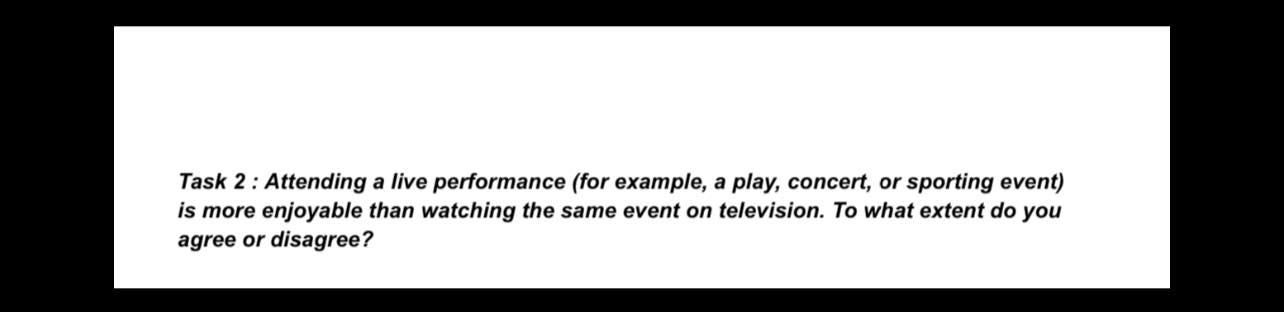 Task 2 : Attending a live performance (for example, a play, concert, or sporting event)
is more enjoyable than watching the same event on television. To what extent do you
agree or disagree?